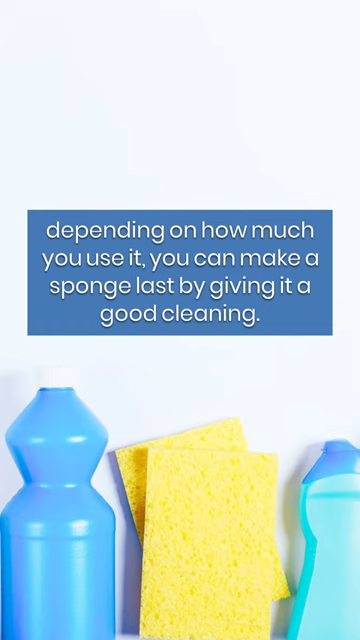 depending on how much
you use it, you can make a
sponge last by giving it a
good cleaning.